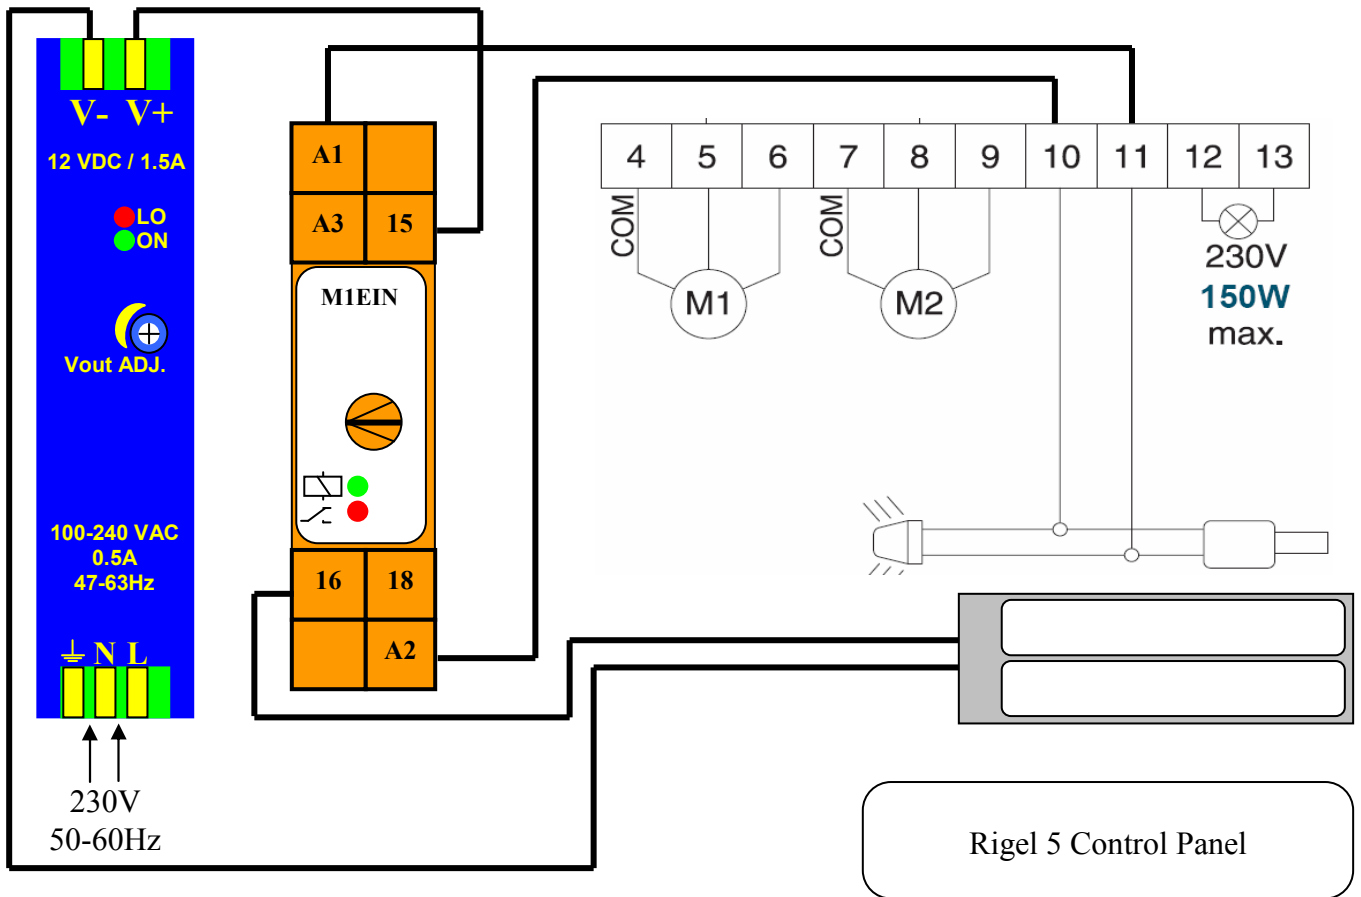 V- V+
12 VDC / 1.5A
LO
ON
Vout ADJ.
100-240 VAC
0.5A
47-63Hz
N L
230V
50-60Hz
A1
A3 15
M1EIN
16 18
A2
4 5 6 7 8 9 10 11 12 13
COM
COM
M1
M2
230V
150W
max.
Rigel 5 Control Panel